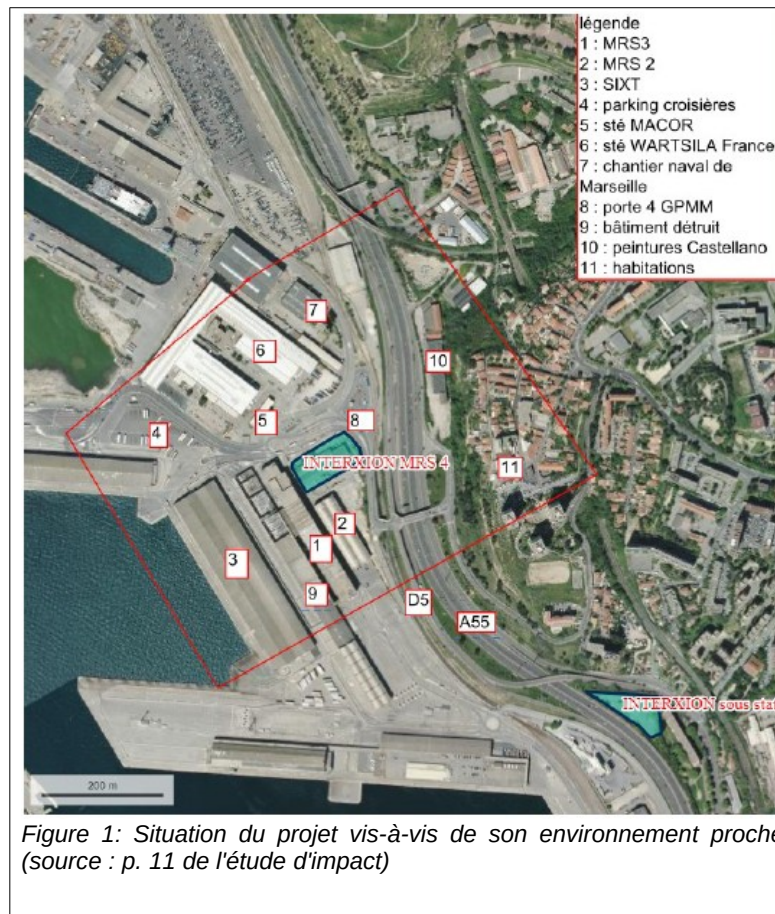 légende
1 : MRS3
2 : MRS 2
3 : SIXT
4 : parking croisières
5 : sté MACOR
6 : sté WARTSILA France
7 : chantier naval de
Marseille
8 : porte 4 GPMM
9 : bâtiment détruit
10 : peintures Castellano
11 : habitations
7
10
6
5
8
4
INTERXION MRS 4
11
2
1
3
9
D5
A55
INTERXION sous stat
200 m
Figure 1: Situation du projet vis-à-vis de son environnement proche
(source : p. 11 de l'étude d'impact)